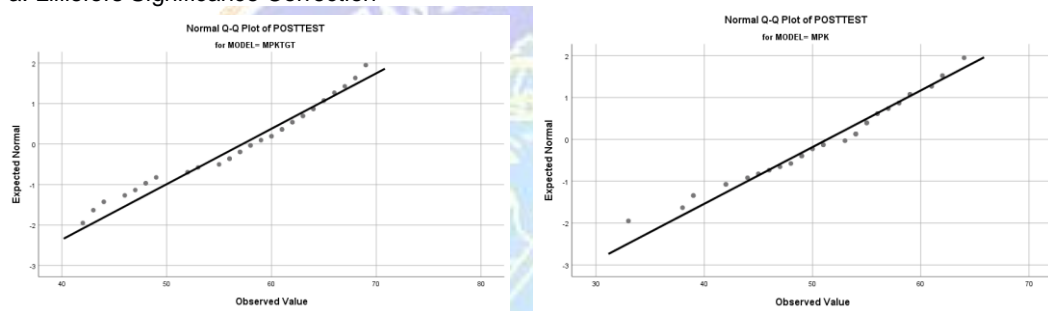 a. Lilliefors Significance Correction
Normal Q-Q Plot of POSTTEST
for MODEL= MPKTGT
Expected Normal
2
1
0
-1
-2
-3
40
50
60
70
80
Observed Value
Normal Q-Q Plot of POSTTEST
for MODEL= MPK
Expected Normal
2
1
0
-1
-2
-3
30
40
50
60
70
Observed Value